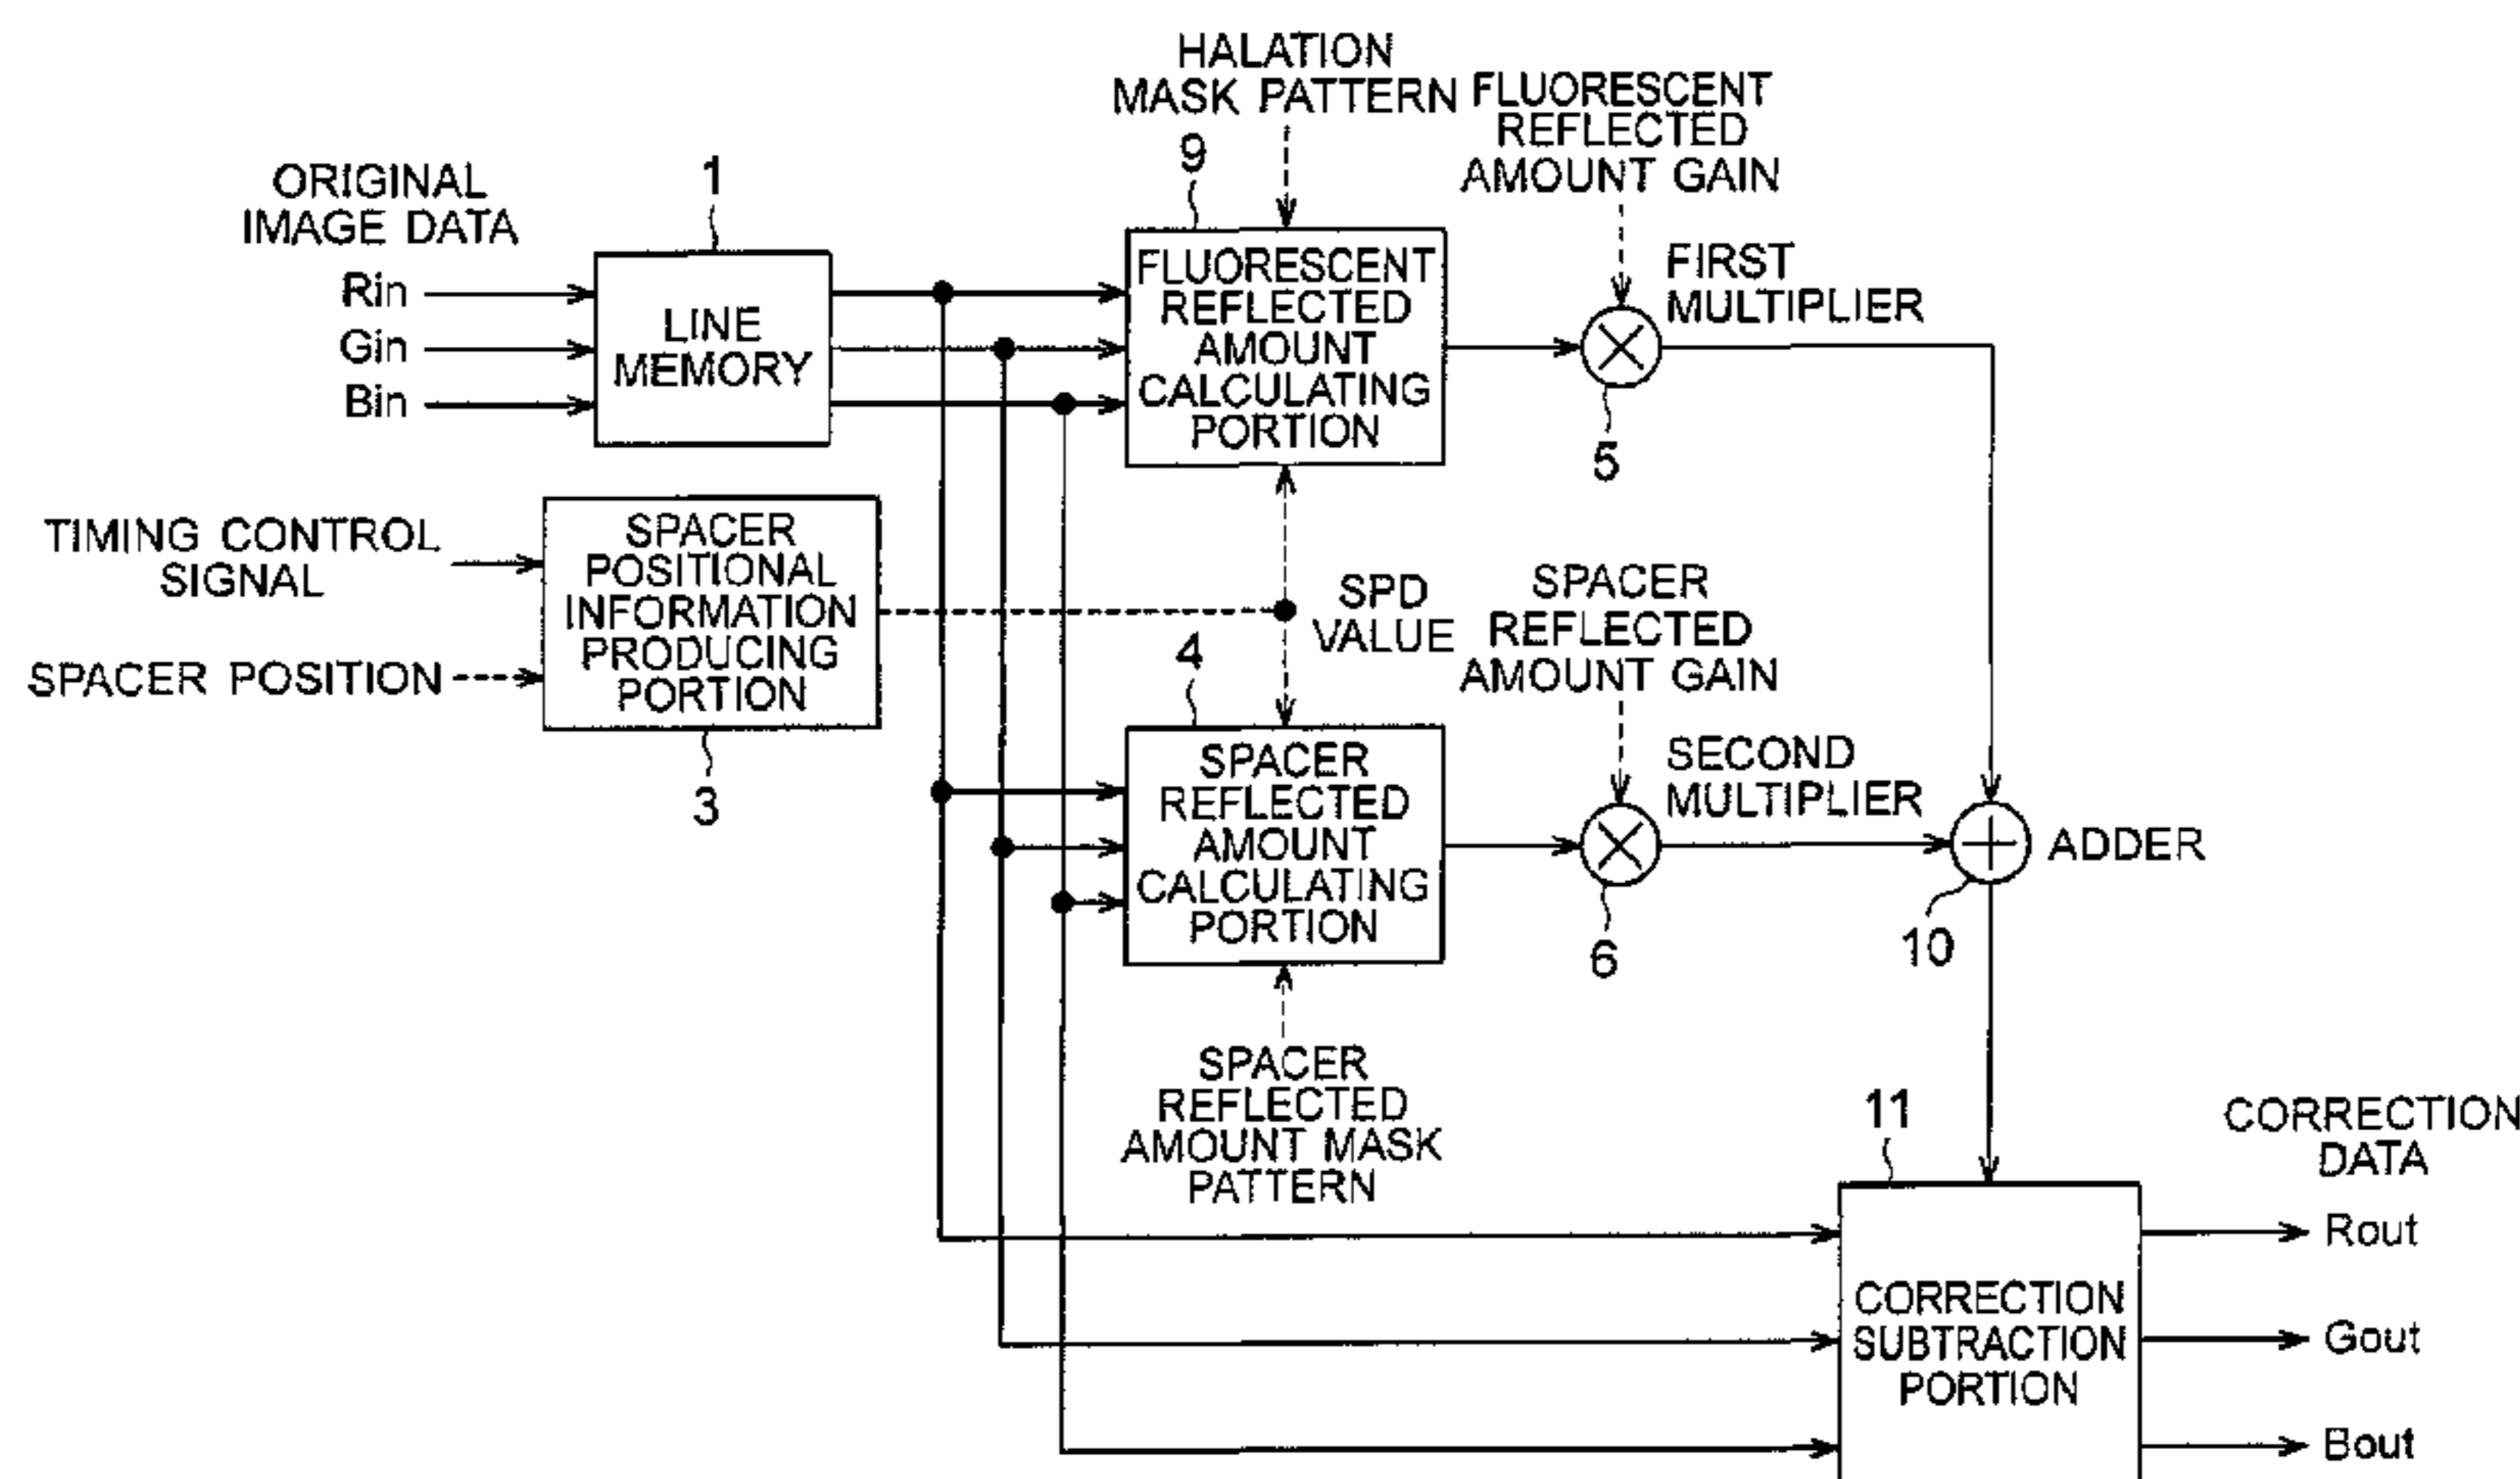 HALATION
MASK PATTERN
FLUORESCENT
REFLECTED
AMOUNT GAIN
ORIGINAL
IMAGE DATA
1
9
Rin
Gin
Bin
LINE
MEMORY
FLUORESCENT
REFLECTED
AMOUNT
CALCULATING
PORTION
FIRST
MULTIPLIER
5
TIMING CONTROL
SIGNAL
SPACER POSITION
SPACER
POSITIONAL
INFORMATION
PRODUCING
PORTION
3
SPD
VALUE
4
SPACER
REFLECTED
AMOUNT GAIN
SPACER
REFLECTED
AMOUNT
CALCULATING
PORTION
SECOND
MULTIPLIER
6
ADDER
10
SPACER
REFLECTED
AMOUNT MASK
PATTERN
11
CORRECTION
SUBTRACTION
PORTION
CORRECTION
DATA
Rout
Gout
Bout